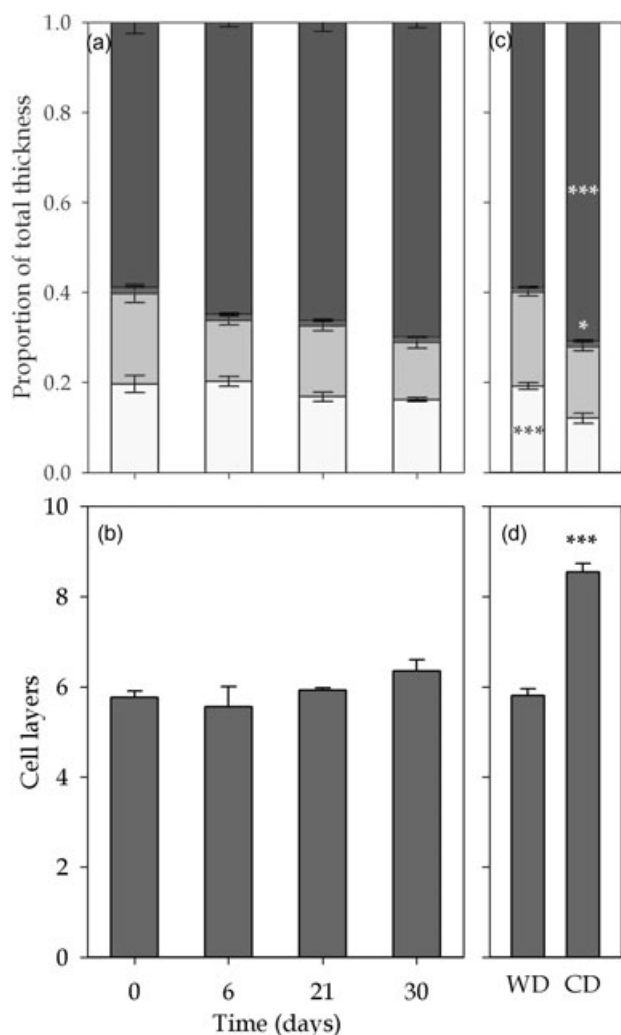 (a)
(c)
1.0
0.8
0.6
0.4
0.2
0.0
Proportion of total thickness
***
*
***
(b)
(d)
***
10
8
6
4
2
0
Cell layers
0 6 21 30
WD CD
Time (days)